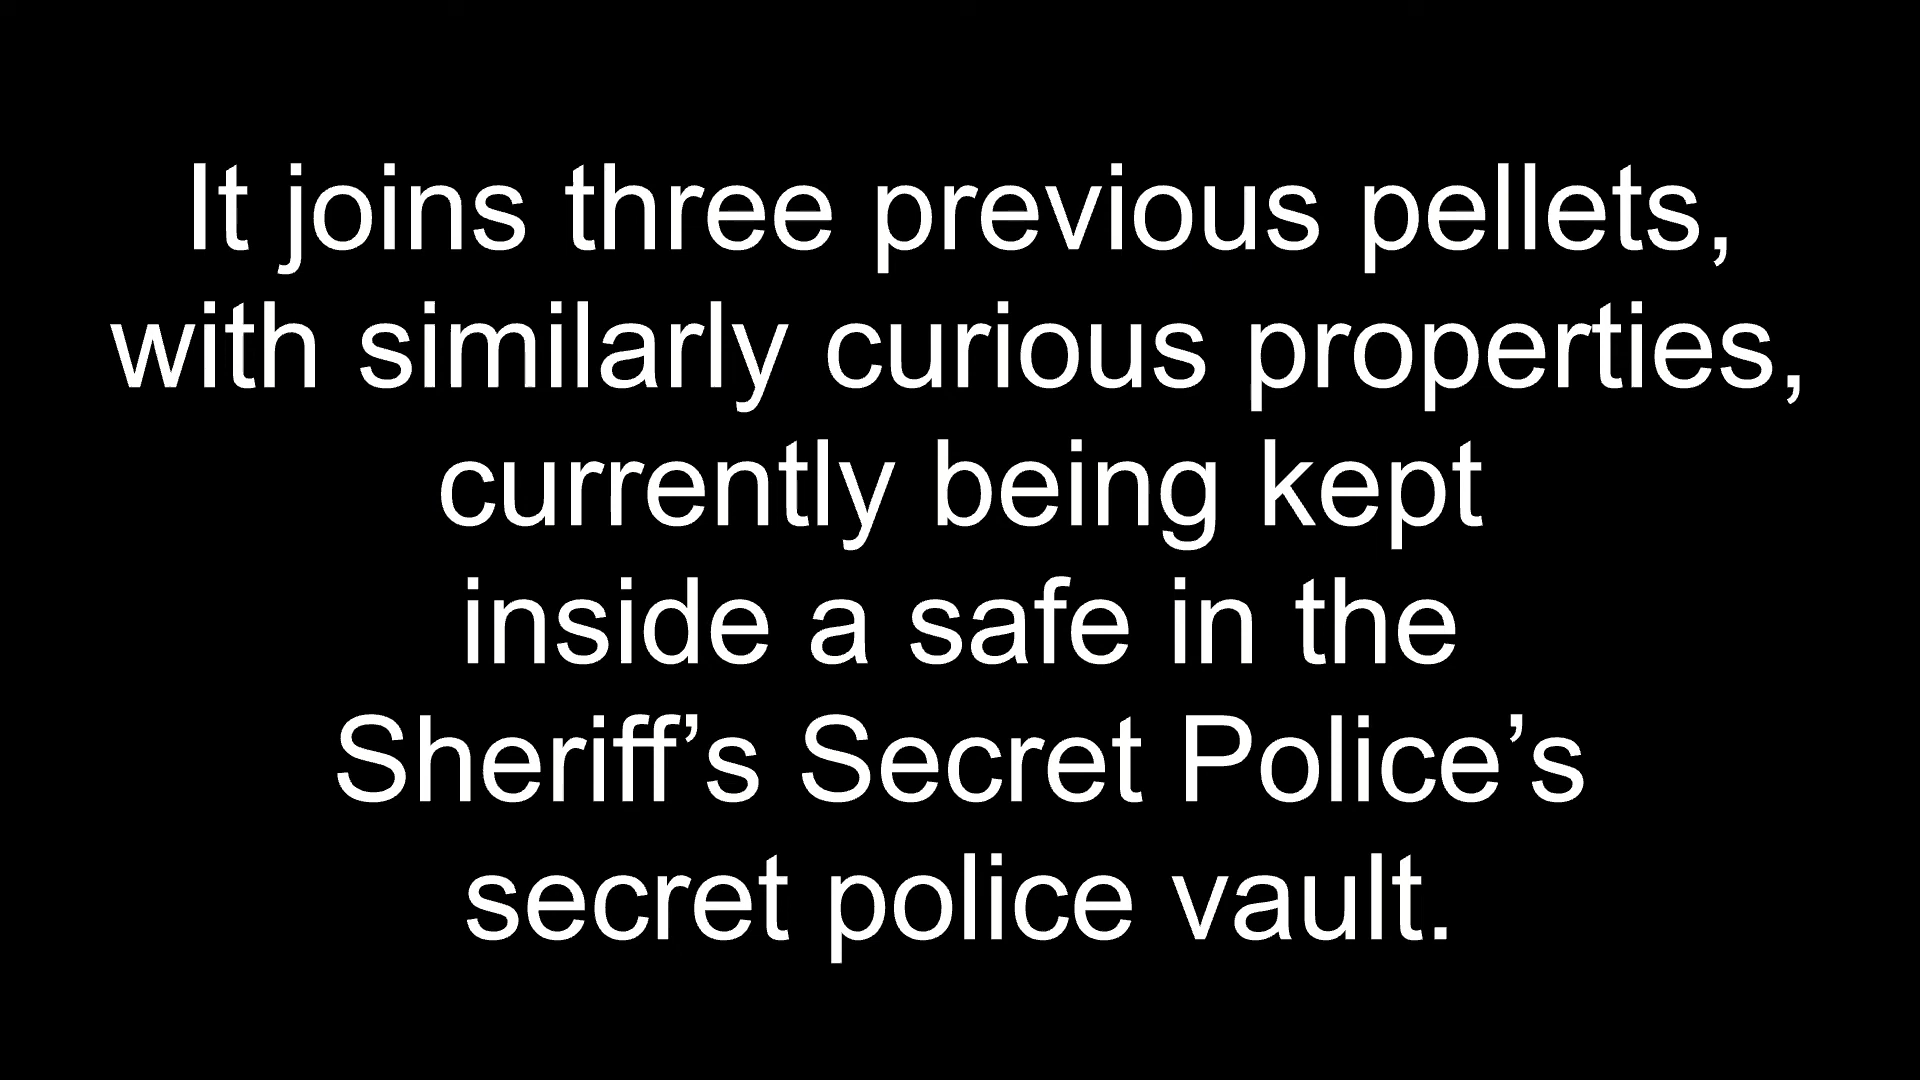 It joins three previous pellets,
with similarly curious properties,
currently being kept
inside a safe in the
Sheriff’s Secret Police’s
secret police vault.